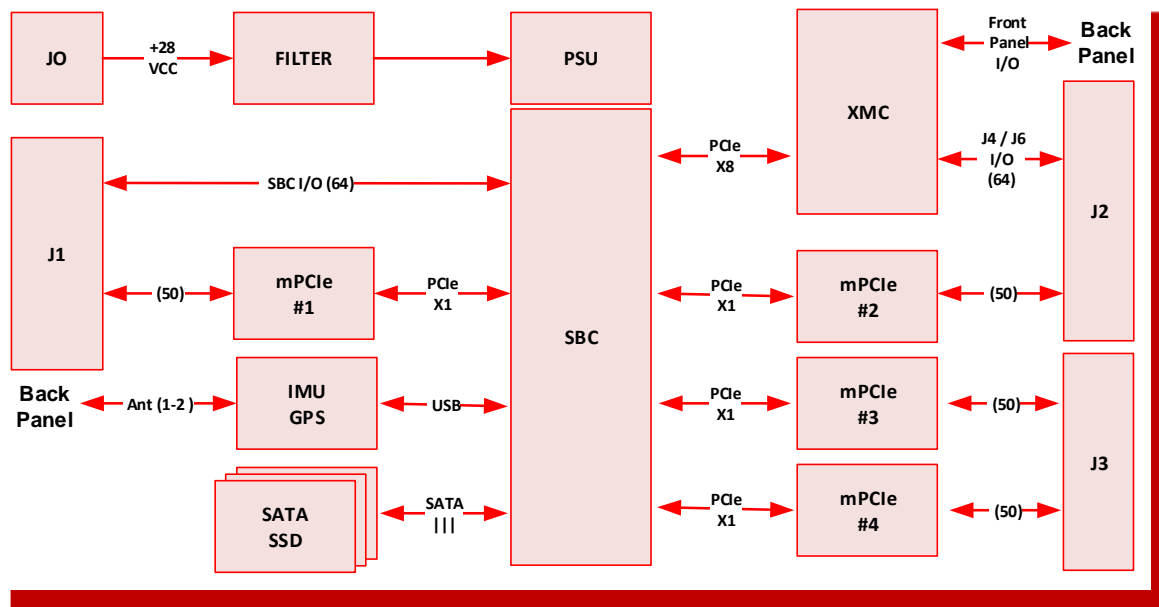 JO
+28
VCC
FILTER
PSU
XMC
Front
Panel
I/O
Back
Panel
J1
SBC I/O (64)
SBC
PCIe
X8
J4 / J6
I/O
(64)
J2
(50)
mPCIe
#1
PCIe
X1
PCIe
X1
mPCIe
#2
(50)
Back
Panel
Ant (1-2 )
IMU
GPS
USB
PCIe
X1
mPCIe
#3
(50)
J3
SATA
SSD
SATA
|||
PCIe
X1
mPCIe
#4
(50)